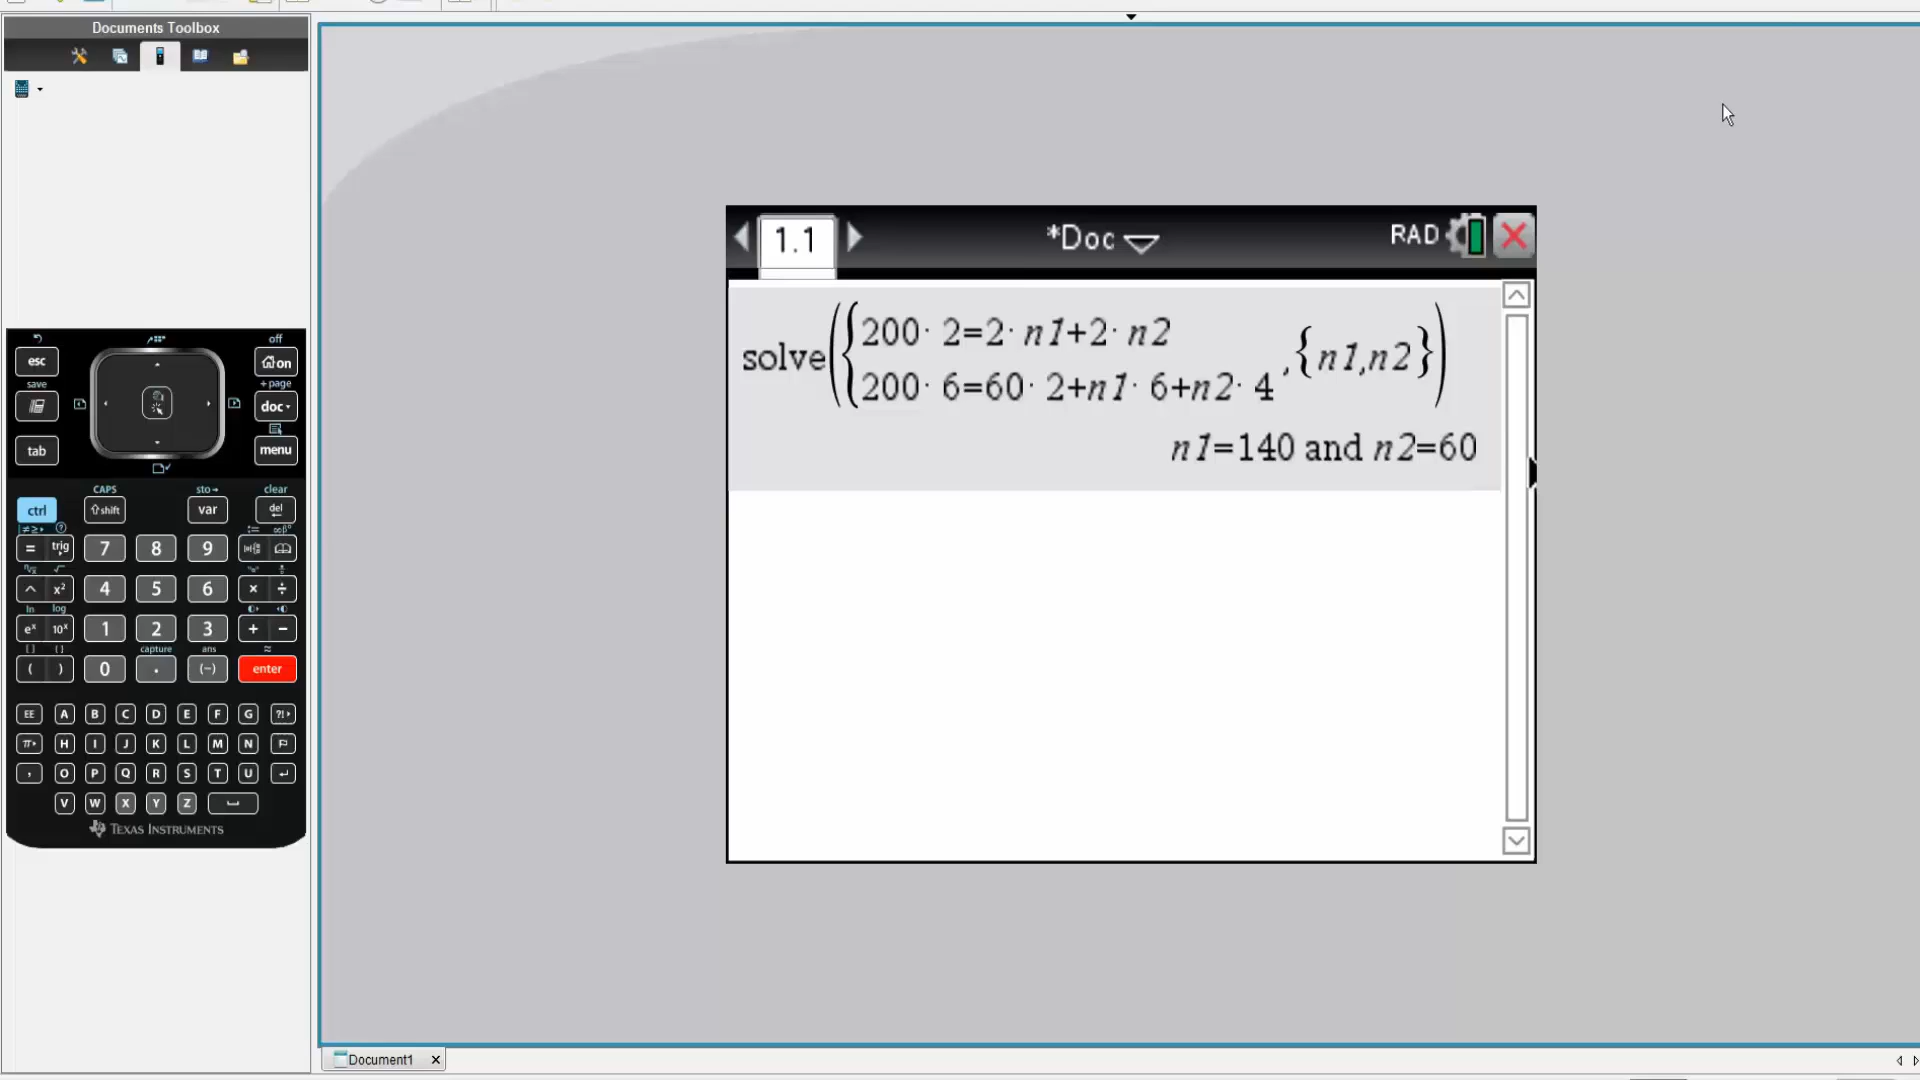 Documents Toolbox
1.1
*Doc
RAD
solve({200· 2=2· n1+2· n2
200· 6=60· 2+n1· 6+n2· 4 ,{n1,n2})
n1=140 and n2=60
off
esc
on
save
+ page
doc
tab
menu
CAPS
sto→
clear
ctrl
shift
var
del
= trig 7 8 9
^ x² 4 5 6 × ÷
ln log
eˣ 10ˣ 1 2 3 + −
[ ] { } capture ans ≈
( ) 0 . (−) enter
EE A B C D E F G ?!
π H I J K L M N
, O P Q R S T U
V W X Y Z
TEXAS INSTRUMENTS
Document1